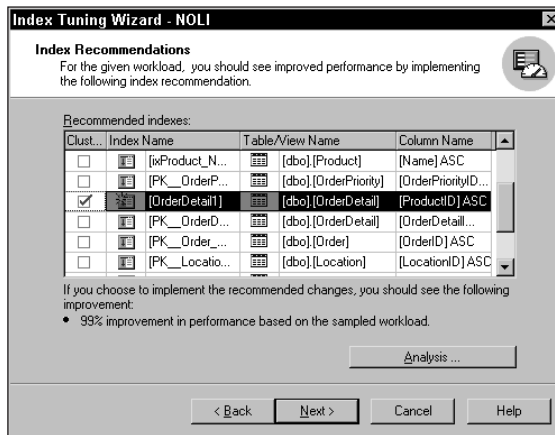 Index Tuning Wizard - NOLI
Index Recommendations
For the given workload, you should see improved performance by implementing
the following index recommendation.
Recommended indexes:
Clust... Index Name Table/View Name Column Name
[ixProduct_N... [dbo].[Product] [Name] ASC
[PK__OrderP... [dbo].[OrderPriority] [OrderPriorityID...
[OrderDetail1] [dbo].[OrderDetail] [ProductID] ASC
[PK__OrderD... [dbo].[OrderDetail] [OrderDetailI...
[PK__Order_... [dbo].[Order] [OrderID] ASC
[PK__Locatio... [dbo].[Location] [LocationID] ASC
If you choose to implement the recommended changes, you should see the following
improvement:
• 99% improvement in performance based on the sampled workload.
Analysis ...
< Back Next > Cancel Help